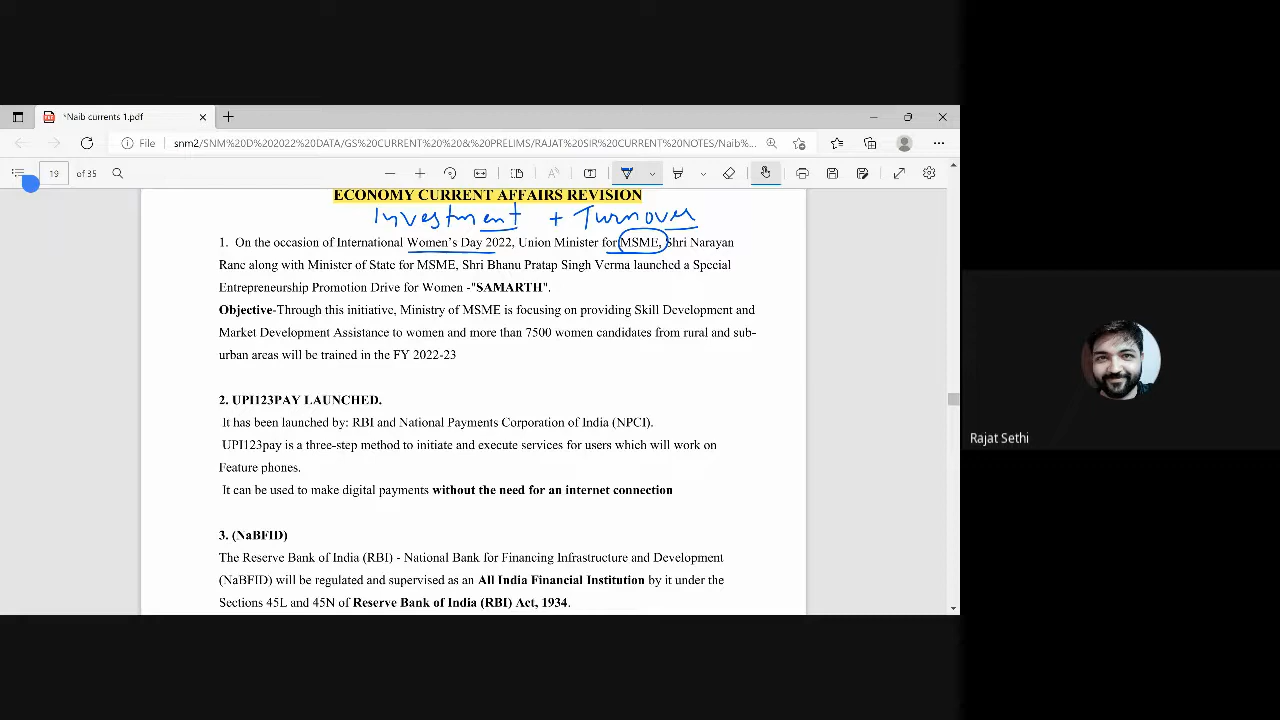 *Naib currents 1.pdf
File snm2/SNM%20D%202022%20DATA/GS%20CURRENT%20%20&%20PRELIMS/RAJAT%20SIR%20CURRENT%20NOTES/Naib%...
19 of 35
ECONOMY CURRENT AFFAIRS REVISION
Investment + Turnover
1. On the occasion of International Women's Day 2022, Union Minister for MSME, Shri Narayan
Rane along with Minister of State for MSME, Shri Bhanu Pratap Singh Verma launched a Special
Entrepreneurship Promotion Drive for Women -"SAMARTH".
Objective-Through this initiative, Ministry of MSME is focusing on providing Skill Development and
Market Development Assistance to women and more than 7500 women candidates from rural and sub-
urban areas will be trained in the FY 2022-23
2. UPI123PAY LAUNCHED.
It has been launched by: RBI and National Payments Corporation of India (NPCI).
UPI123pay is a three-step method to initiate and execute services for users which will work on
Feature phones.
It can be used to make digital payments without the need for an internet connection
3. (NaBFID)
The Reserve Bank of India (RBI) - National Bank for Financing Infrastructure and Development
(NaBFID) will be regulated and supervised as an All India Financial Institution by it under the
Sections 45L and 45N of Reserve Bank of India (RBI) Act, 1934.
Rajat Sethi